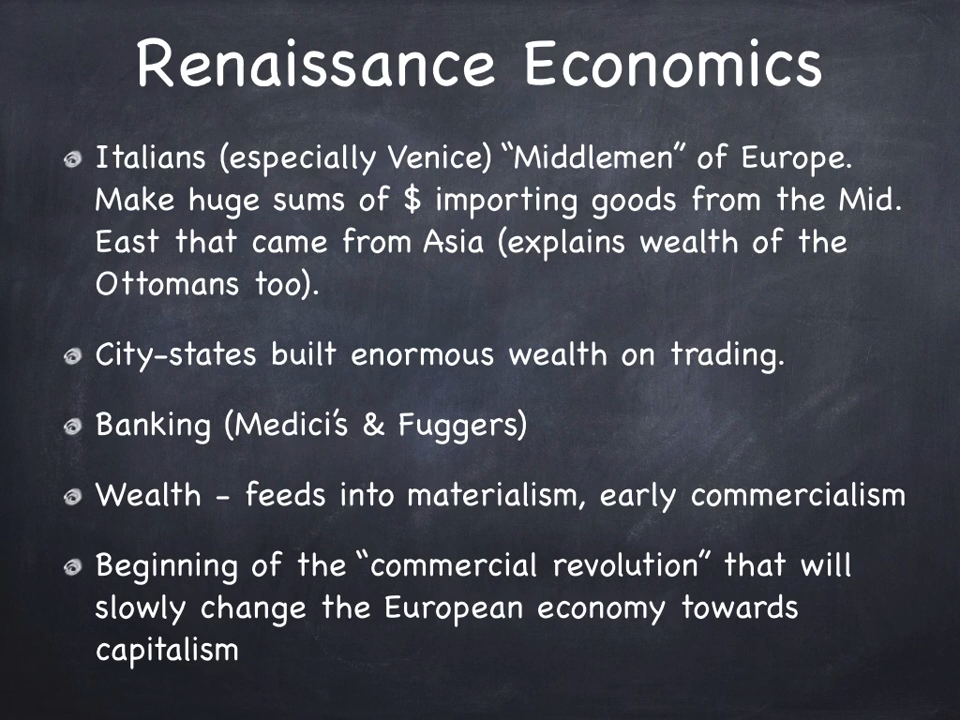 Renaissance Economics
Italians (especially Venice) “Middlemen” of Europe.
Make huge sums of $ importing goods from the Mid.
East that came from Asia (explains wealth of the
Ottomans too).
City-states built enormous wealth on trading.
Banking (Medici’s & Fuggers)
Wealth - feeds into materialism, early commercialism
Beginning of the “commercial revolution” that will
slowly change the European economy towards
capitalism